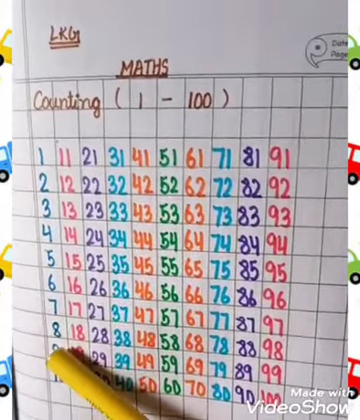 LKG
Date
Page
MATHS
Counting ( 1 - 100 )
1 11 21 31 41 51 61 71 81 91
2 12 22 32 42 52 62 72 82 92
3 13 23 33 43 53 63 73 83 93
4 14 24 34 44 54 64 74 84 94
5 15 25 35 45 55 65 75 85 95
6 16 26 36 46 56 66 76 86 96
7 17 27 37 47 57 67 77 87 97
8 18 28 38 48 58 68 78 88 98
29 39 49 59 69 79 89 99
40 50 60 70 80 90 100
Made With
VivaVideo